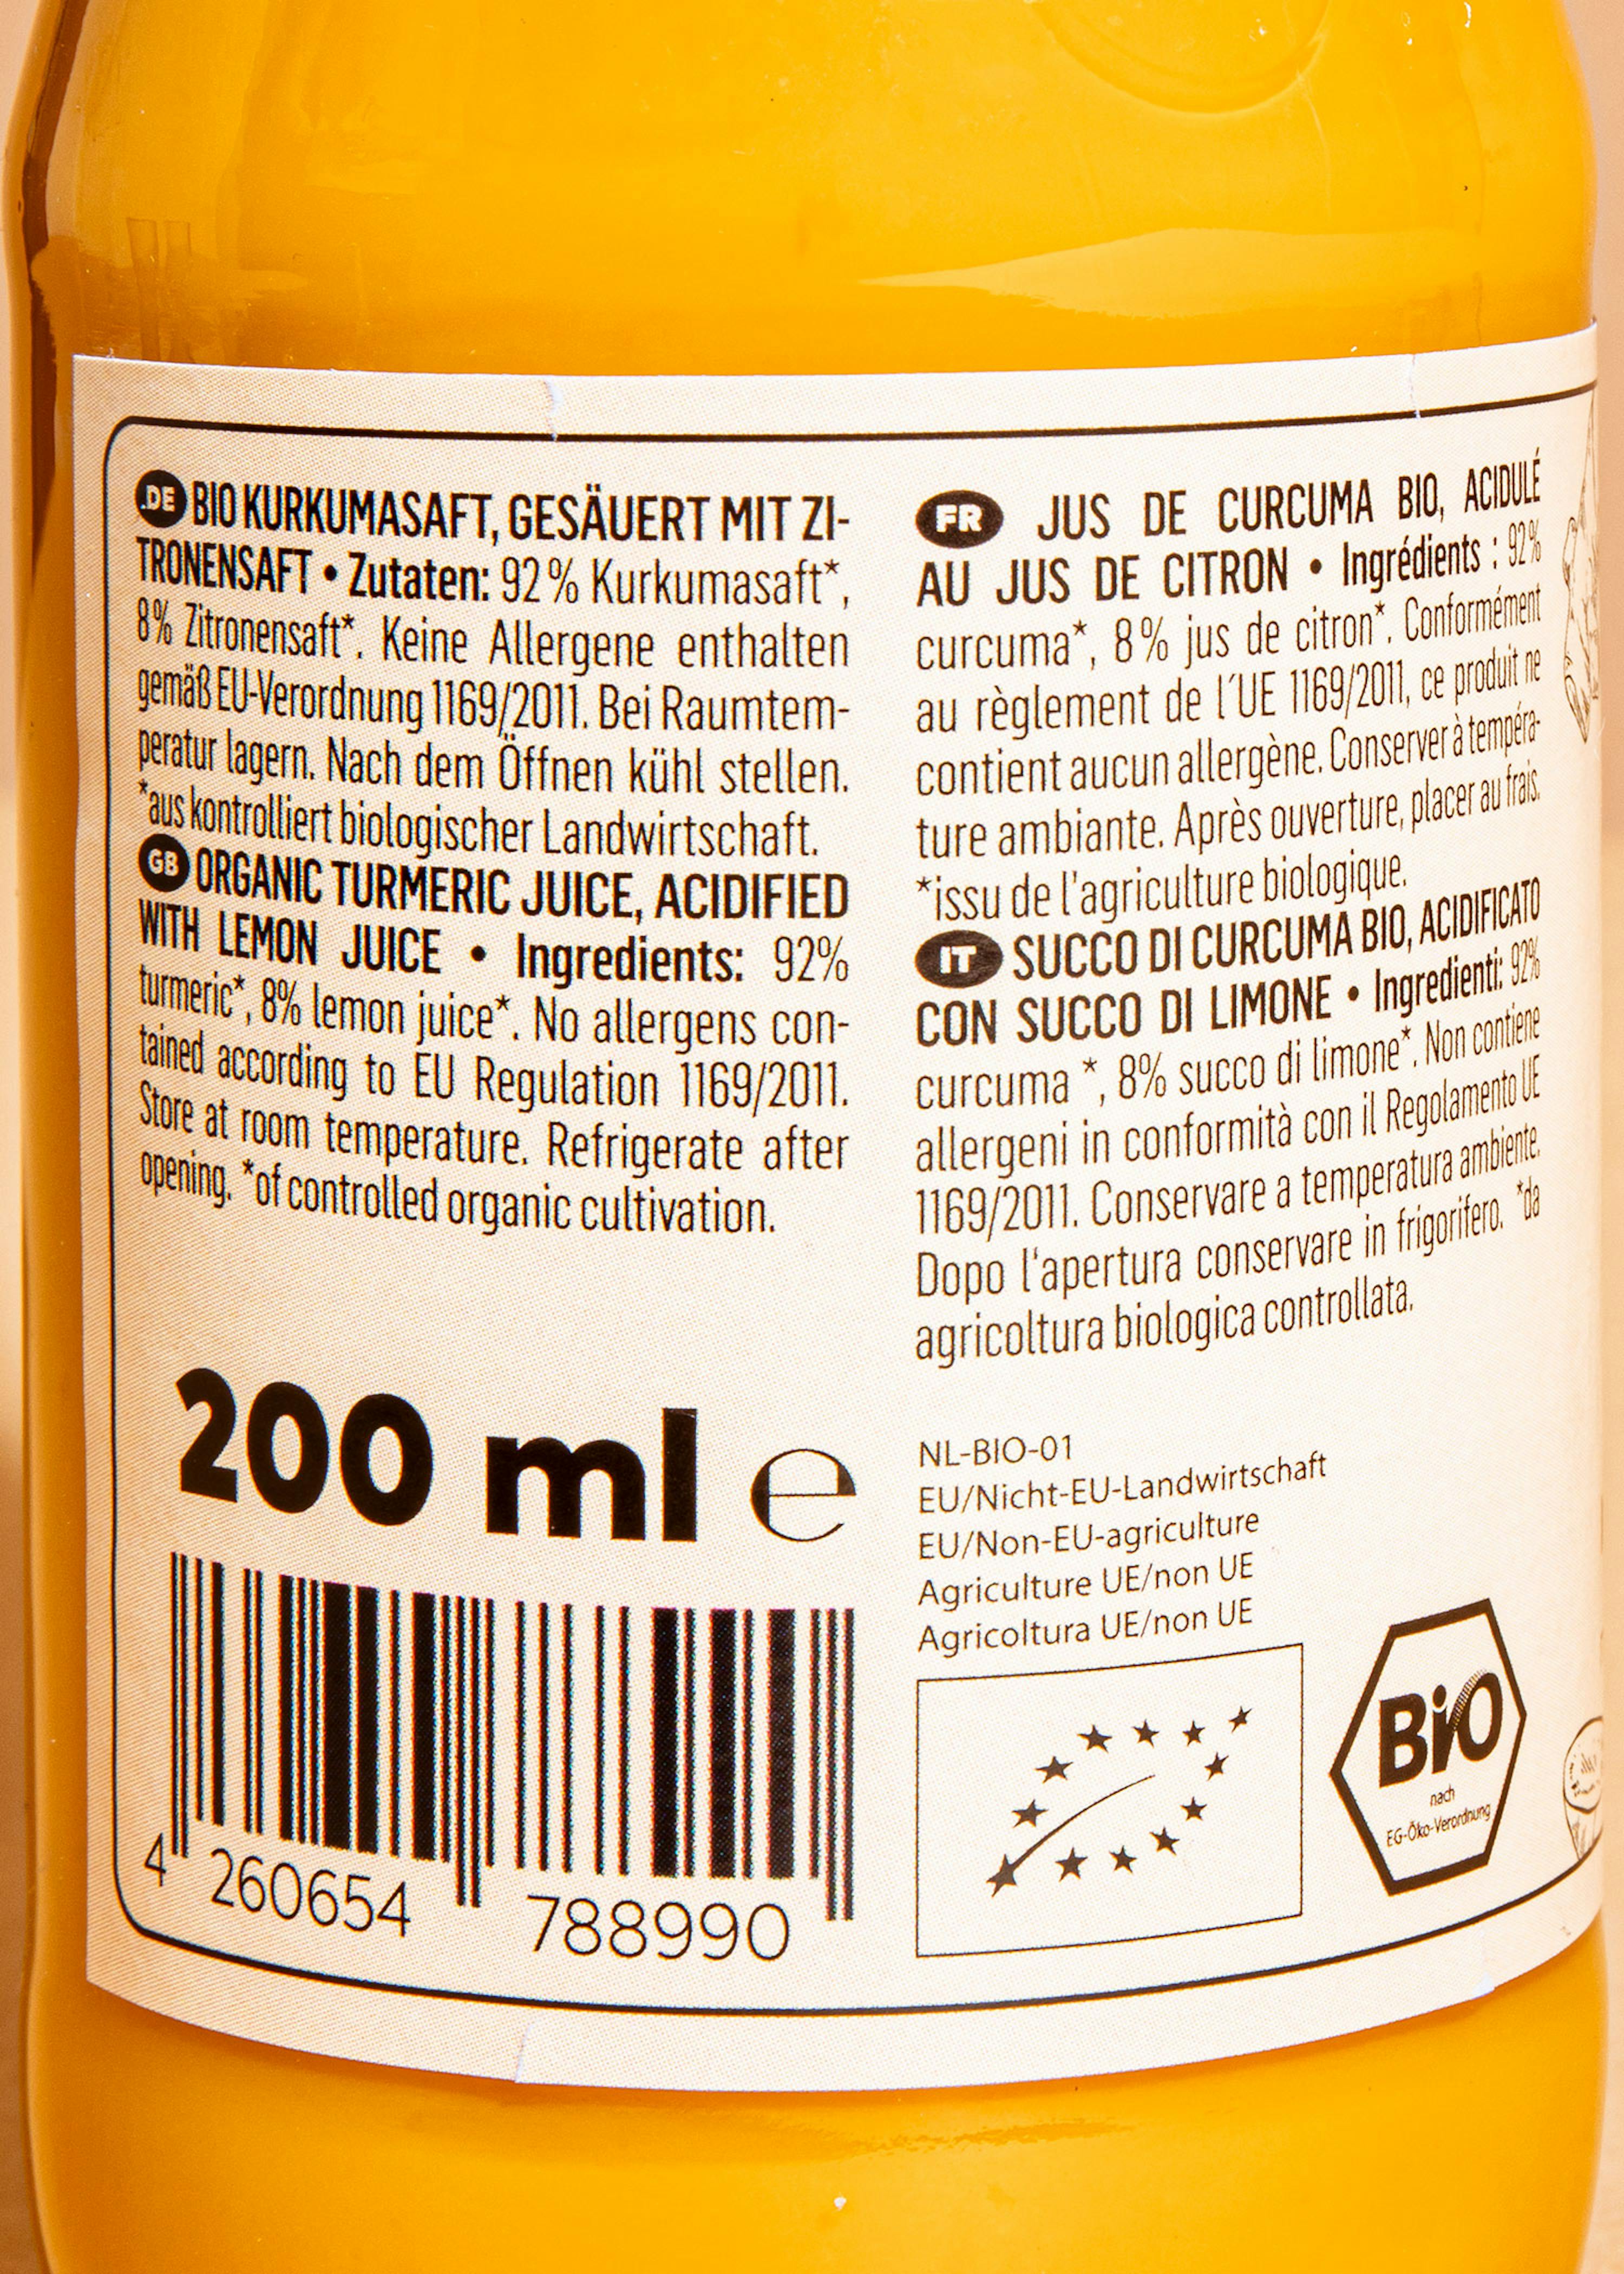 DE BIO KURKUMASAFT, GESÄUERT MIT ZI-
TRONENSAFT • Zutaten: 92% Kurkumasaft*,
8% Zitronensaft*. Keine Allergene enthalten
gemäß EU-Verordnung 1169/2011. Bei Raumtem-
peratur lagern. Nach dem Öffnen kühl stellen.
*aus kontrolliert biologischer Landwirtschaft.
GB ORGANIC TURMERIC JUICE, ACIDIFIED
WITH LEMON JUICE • Ingredients: 92%
turmeric*, 8% lemon juice*. No allergens con-
tained according to EU Regulation 1169/2011.
Store at room temperature. Refrigerate after
opening. *of controlled organic cultivation.
200 ml e
4 260654 788990
FR JUS DE CURCUMA BIO, ACIDULÉ
AU JUS DE CITRON • Ingrédients : 92%
curcuma*, 8% jus de citron*. Conformément
au règlement de l´UE 1169/2011, ce produit ne
contient aucun allergène. Conserver à tempéra-
ture ambiante. Après ouverture, placer au frais.
*issu de l'agriculture biologique.
IT SUCCO DI CURCUMA BIO, ACIDIFICATO
CON SUCCO DI LIMONE • Ingredienti: 92%
curcuma *, 8% succo di limone*. Non contiene
allergeni in conformità con il Regolamento UE
1169/2011. Conservare a temperatura ambiente.
Dopo l'apertura conservare in frigorifero. *da
agricoltura biologica controllata.
NL-BIO-01
EU/Nicht-EU-Landwirtschaft
EU/Non-EU-agriculture
Agriculture UE/non UE
Agricoltura UE/non UE
BiO
nach
EG-Öko-Verordnung